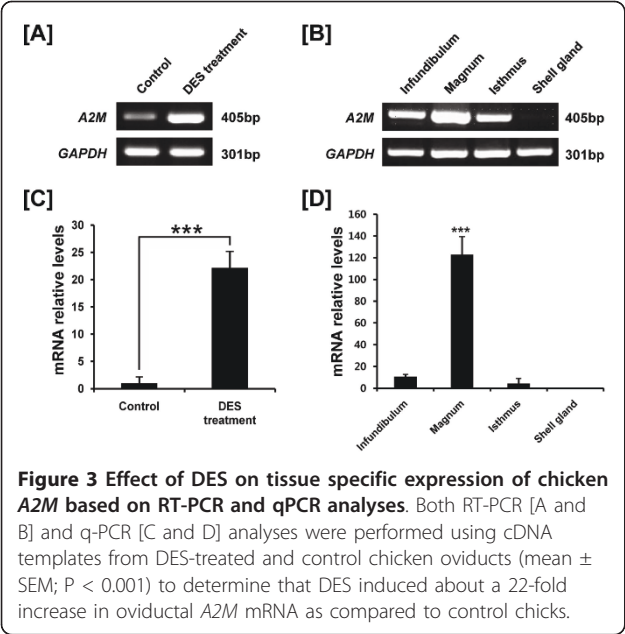 [A]
Control
DES treatment
A2M
405bp
GAPDH
301bp
[B]
Infundibulum
Magnum
Isthmus
Shell gland
A2M
405bp
GAPDH
301bp
[C]
mRNA relative levels
30
25
20
15
10
5
0
***
Control
DES
treatment
[D]
mRNA relative levels
160
140
120
100
80
60
40
20
0
***
Infundibulum
Magnum
Isthmus
Shell gland
Figure 3 Effect of DES on tissue specific expression of chicken
A2M based on RT-PCR and qPCR analyses. Both RT-PCR [A and
B] and q-PCR [C and D] analyses were performed using cDNA
templates from DES-treated and control chicken oviducts (mean ±
SEM; P < 0.001) to determine that DES induced about a 22-fold
increase in oviductal A2M mRNA as compared to control chicks.